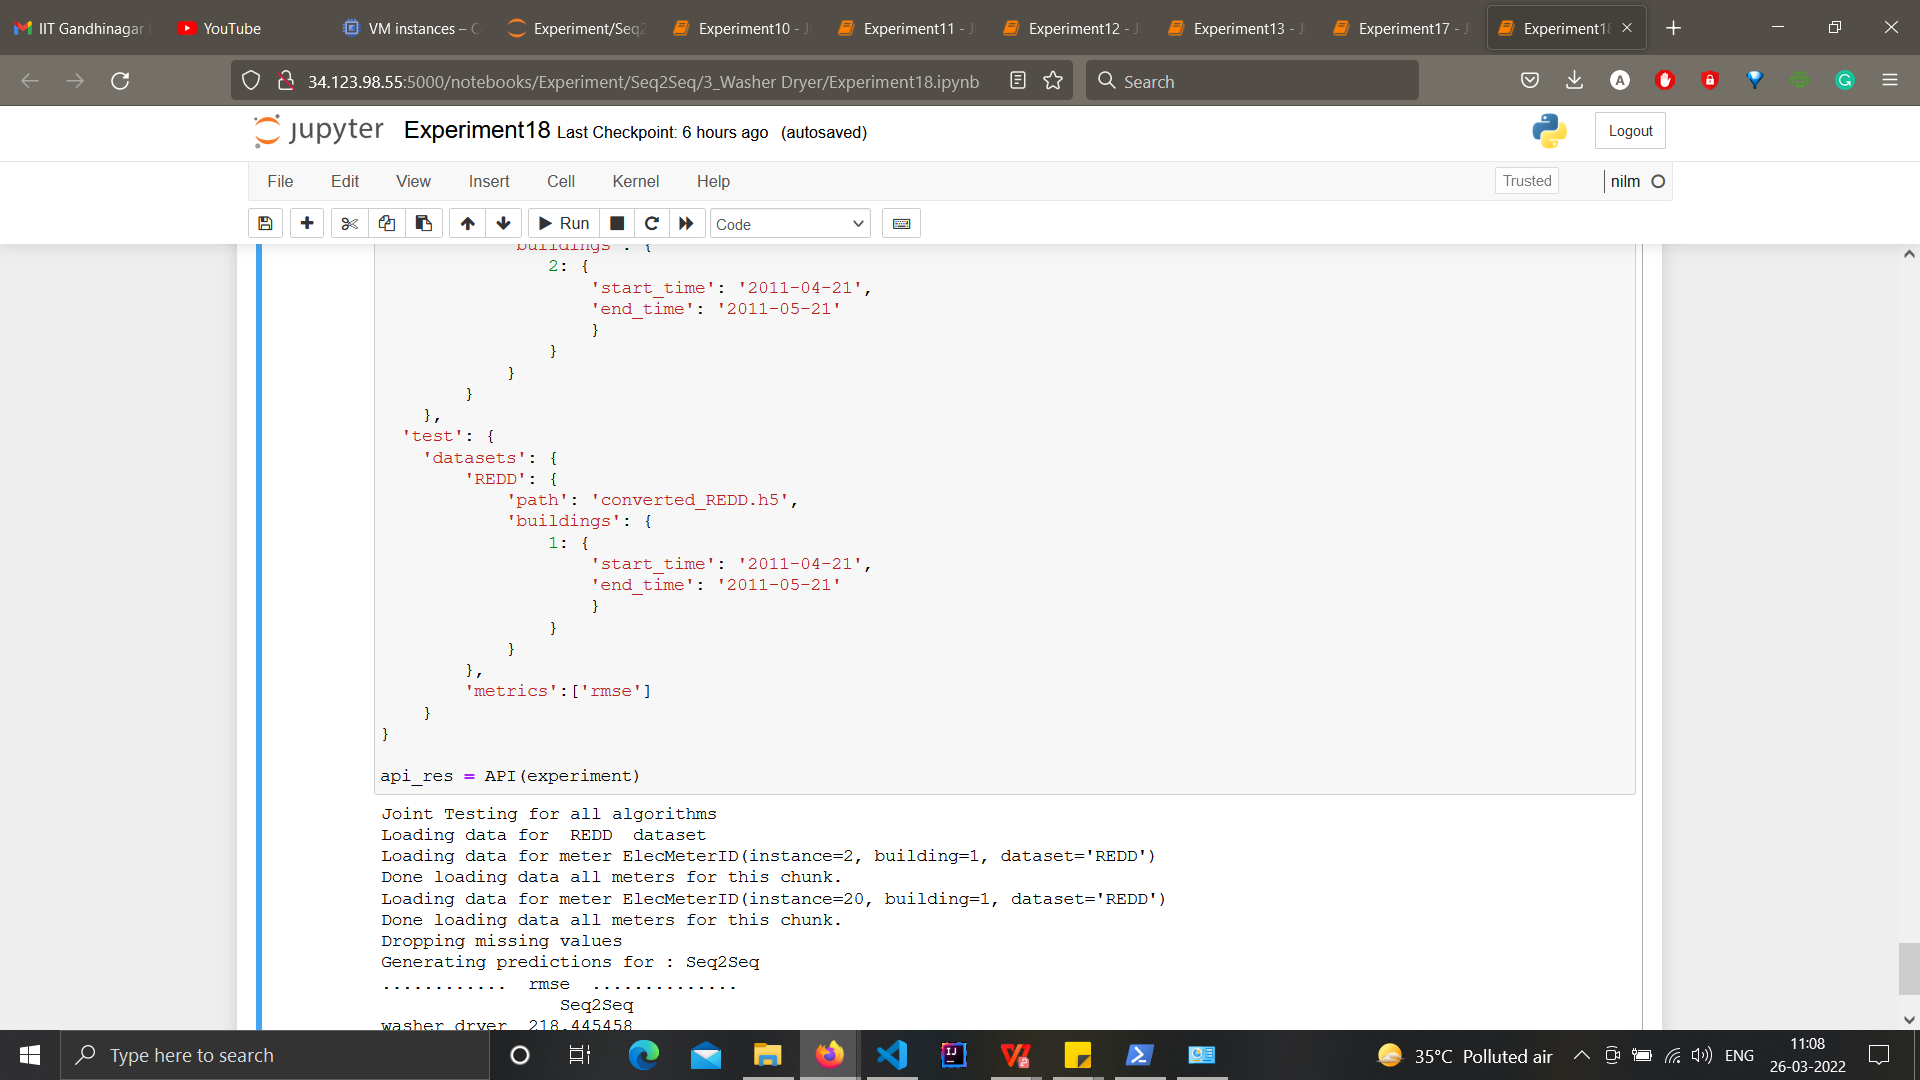 IIT Gandhinagar
YouTube
VM instances – C
Experiment/Seq2
Experiment10 - J
Experiment11 - J
Experiment12 - J
Experiment13 - J
Experiment17 - J
Experiment18
34.123.98.55:5000/notebooks/Experiment/Seq2Seq/3_Washer Dryer/Experiment18.ipynb
Search
jupyter Experiment18 Last Checkpoint: 6 hours ago (autosaved)
Logout
File Edit View Insert Cell Kernel Help
Trusted
nilm
Run
Code
'buildings': {
2: {
'start_time': '2011-04-21',
'end_time': '2011-05-21'
}
}
}
}
},
'test': {
'datasets': {
'REDD': {
'path': 'converted_REDD.h5',
'buildings': {
1: {
'start_time': '2011-04-21',
'end_time': '2011-05-21'
}
}
}
},
'metrics':['rmse']
}
}
api_res = API(experiment)
Joint Testing for all algorithms
Loading data for  REDD  dataset
Loading data for meter ElecMeterID(instance=2, building=1, dataset='REDD')
Done loading data all meters for this chunk.
Loading data for meter ElecMeterID(instance=20, building=1, dataset='REDD')
Done loading data all meters for this chunk.
Dropping missing values
Generating predictions for : Seq2Seq
............  rmse  ..............
Seq2Seq
washer dryer  218.445458
Type here to search
35°C Polluted air
ENG
11:08
26-03-2022